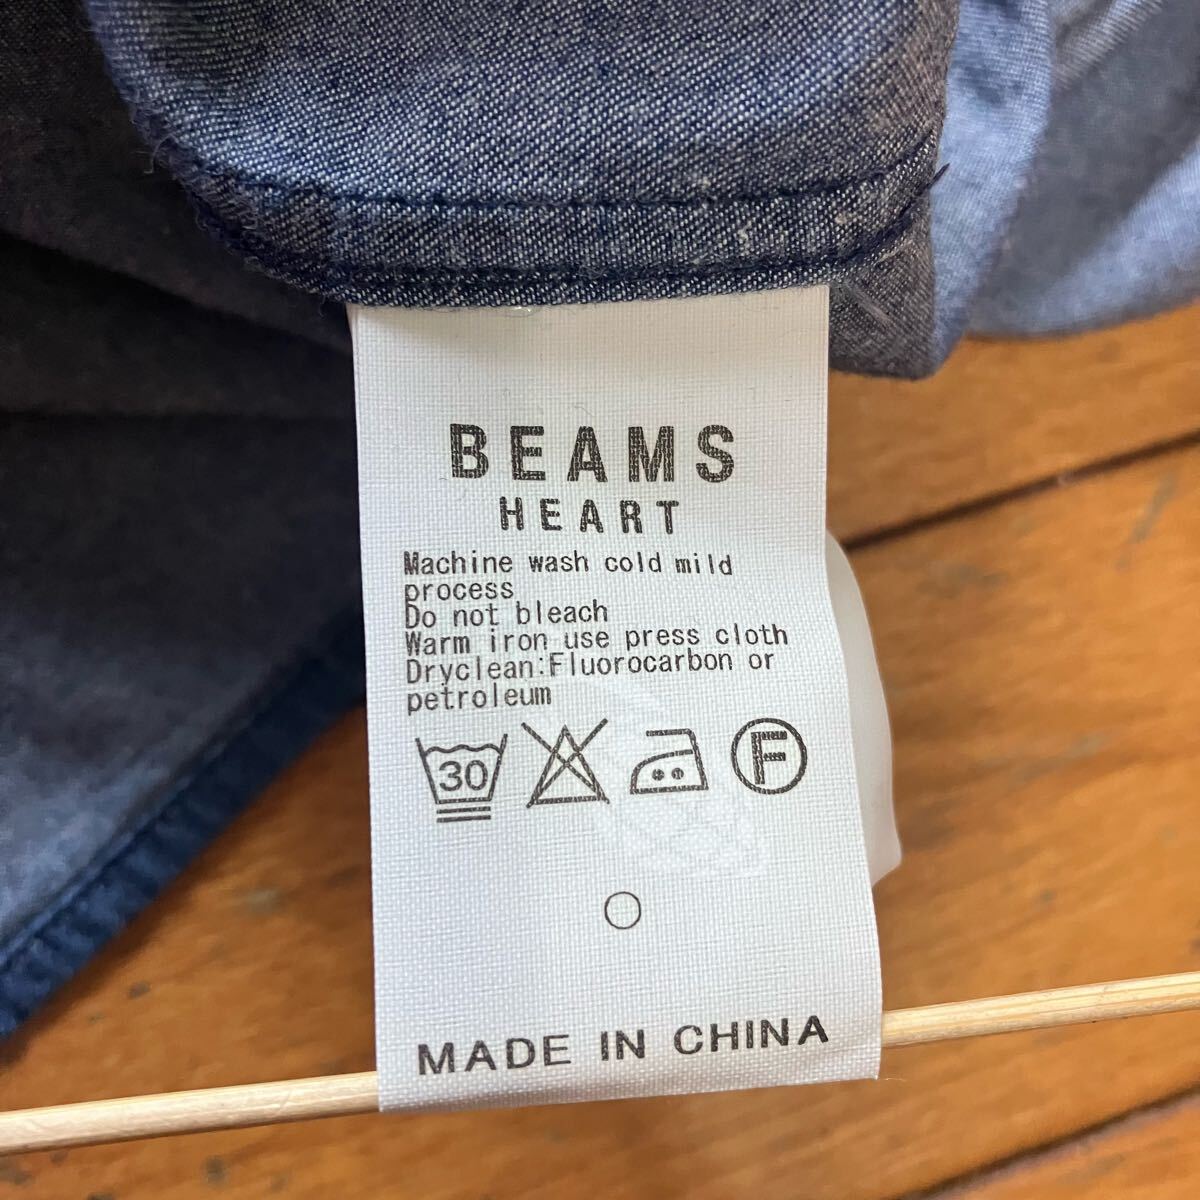 BEAMS
HEART
Machine wash cold mild
process
Do not bleach
Warm iron use press cloth
Dryclean:Fluorocarbon or
petroleum
30 F
MADE IN CHINA